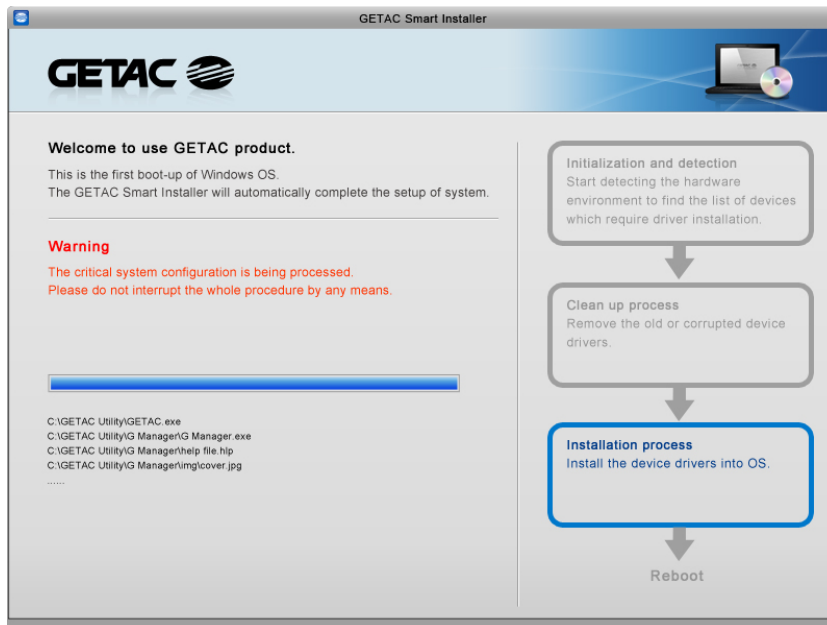 GETAC Smart Installer
GETAC
Welcome to use GETAC product.
This is the first boot-up of Windows OS.
The GETAC Smart Installer will automatically complete the setup of system.
Warning
The critical system configuration is being processed.
Please do not interrupt the whole procedure by any means.
C:\GETAC Utility\GETAC.exe
C:\GETAC Utility\G Manager\G Manager.exe
C:\GETAC Utility\G Manager\help file.hlp
C:\GETAC Utility\G Manager\img\cover.jpg
......
Initialization and detection
Start detecting the hardware
environment to find the list of devices
which require driver installation.
Clean up process
Remove the old or corrupted device
drivers.
Installation process
Install the device drivers into OS.
Reboot